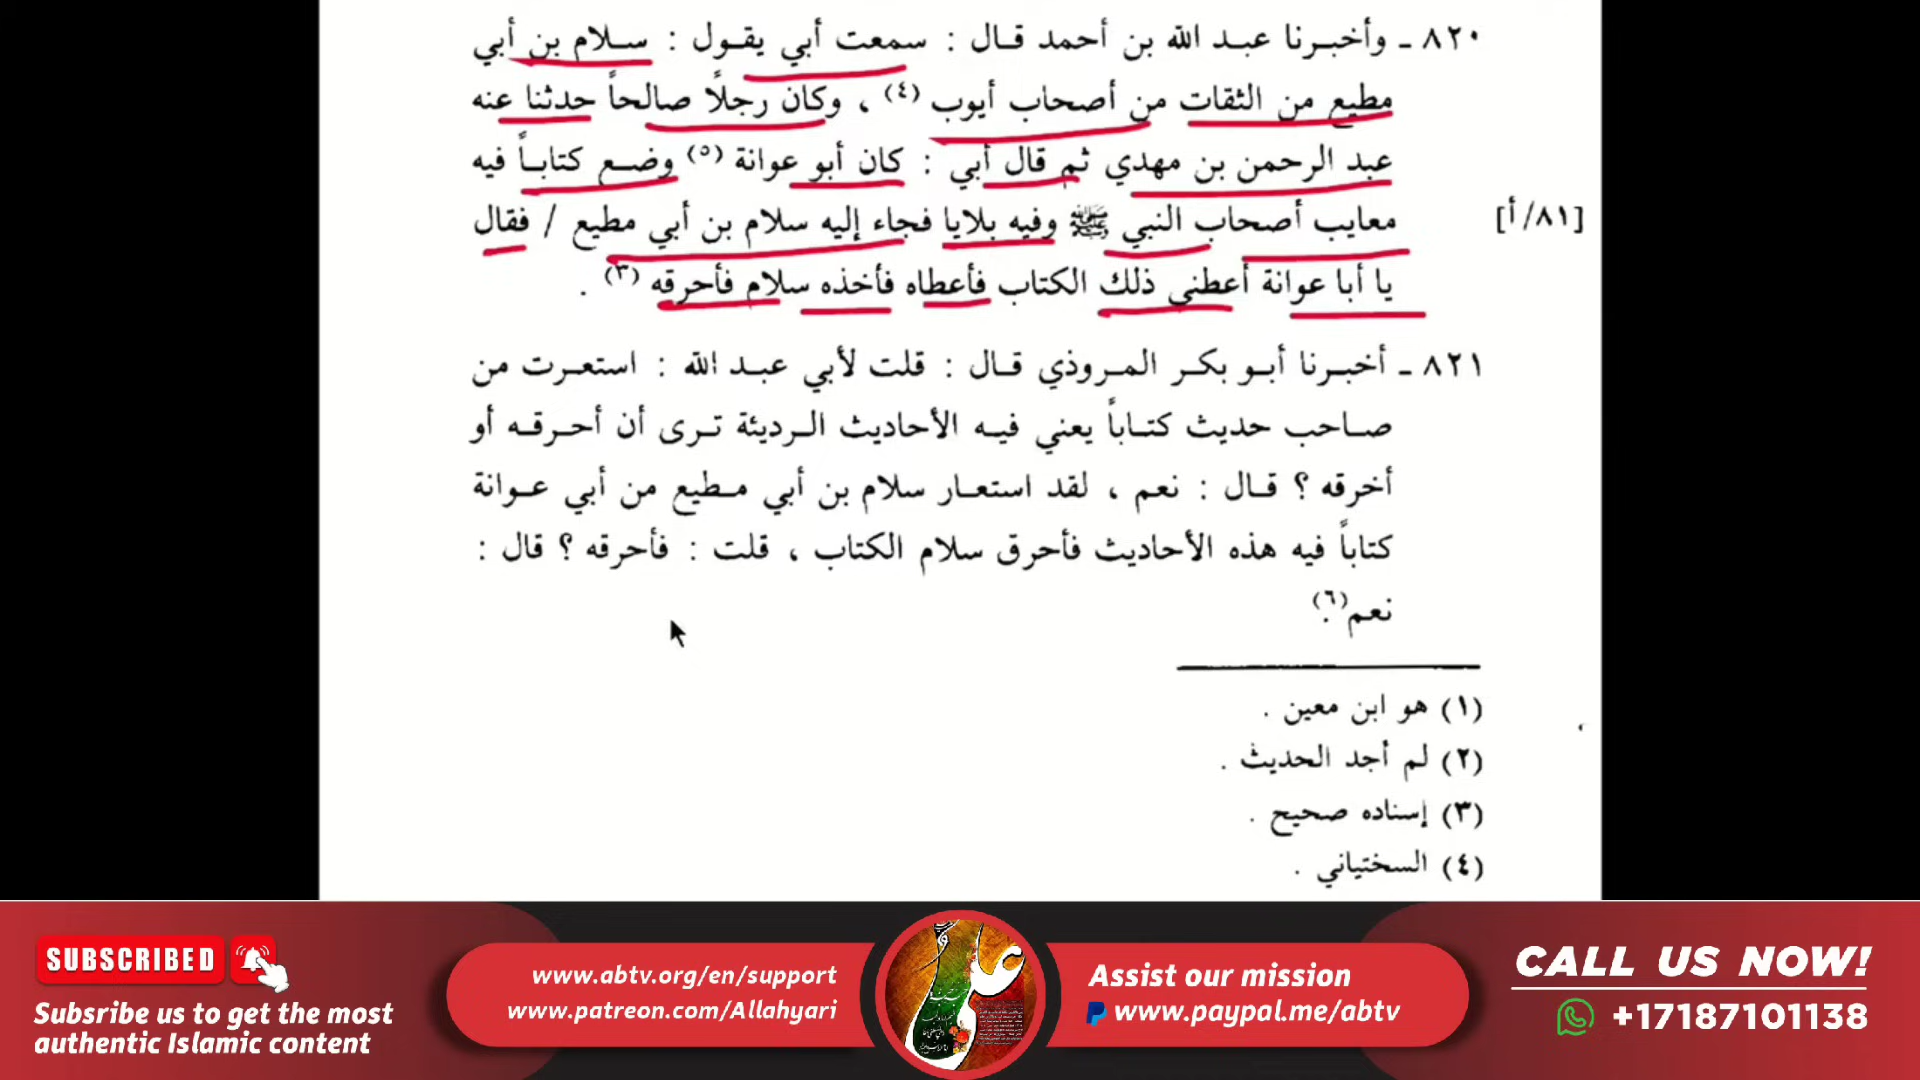 ٨٢٠ ـ وأخبرنا عبد الله بن أحمد قال : سمعت أبي يقول : سلام بن أبي
مطيع من الثقات من أصحاب أيوب (٤) ، وكان رجلاً صالحاً حدثنا عنه
عبد الرحمن بن مهدي ثم قال أبي : كان أبو عوانة (٥) وضع كتاباً فيه
معايب أصحاب النبي ﷺ وفيه بلايا فجاء إليه سلام بن أبي مطيع / فقال
[٨١/أ]
يا أبا عوانة أعطني ذلك الكتاب فأعطاه فأخذه سلام فأحرقه (٣) .
٨٢١ ـ أخبرنا أبو بكر المروذي قال : قلت لأبي عبد الله : استعرت من
صاحب حديث كتاباً يعني فيه الأحاديث الرديئة ترى أن أحرقه أو
أخرقه ؟ قال : نعم ، لقد استعار سلام بن أبي مطيع من أبي عوانة
كتاباً فيه هذه الأحاديث فأحرق سلام الكتاب ، قلت : فأحرقه ؟ قال :
نعم (٦) .
(١) هو ابن معين .
(٢) لم أجد الحديث .
(٣) إسناده صحيح .
(٤) السختياني .
SUBSCRIBED
Subsribe us to get the most
authentic Islamic content
www.abtv.org/en/support
www.patreon.com/Allahyari
Assist our mission
www.paypal.me/abtv
CALL US NOW!
+17187101138